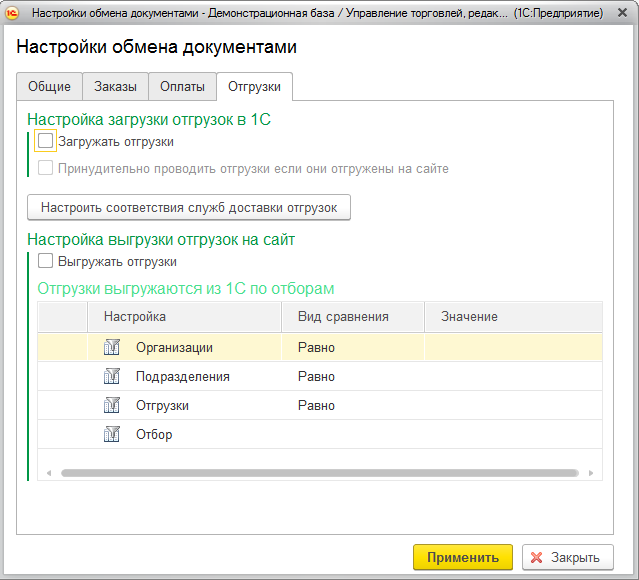 Настройки обмена документами - Демонстрационная база / Управление торговлей, редак... (1С:Предприятие)
Настройки обмена документами
Общие Заказы Оплаты Отгрузки
Настройка загрузки отгрузок в 1С
Загружать отгрузки
Принудительно проводить отгрузки если они отгружены на сайте
Настроить соответствия служб доставки отгрузок
Настройка выгрузки отгрузок на сайт
Выгружать отгрузки
Отгрузки выгружаются из 1С по отборам
Настройка Вид сравнения Значение
Организации Равно
Подразделения Равно
Отгрузки Равно
Отбор
Применить Закрыть